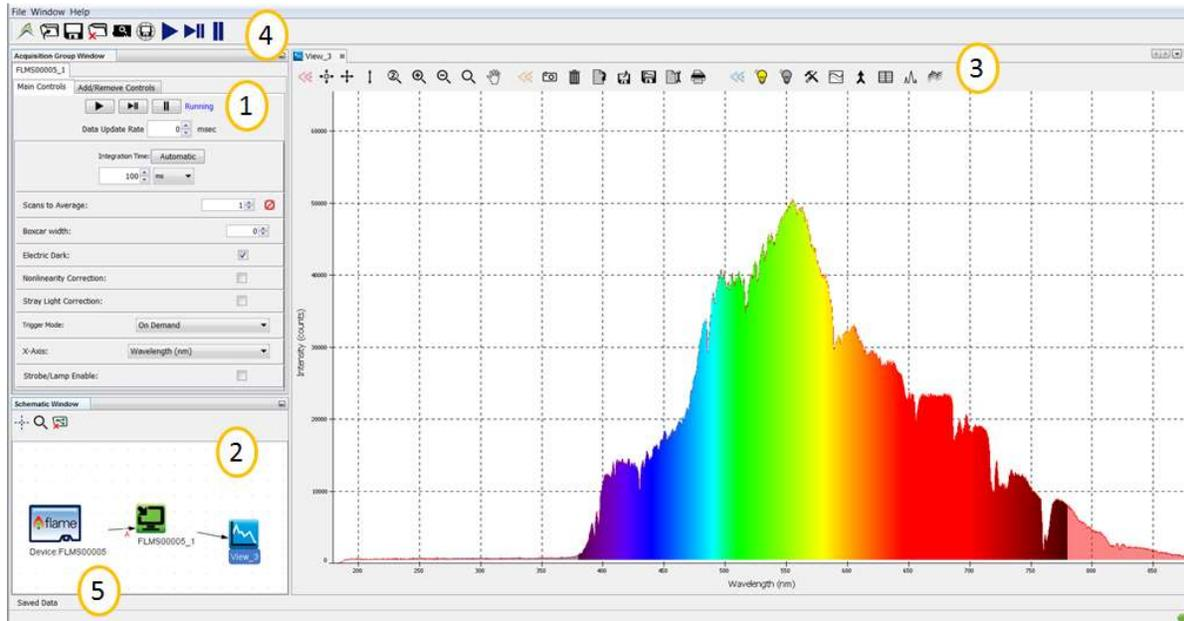 File Window Help
4
Acquisition Group Window
FLMS00005_1
Main Controls Add/Remove Controls
1
Running
Data Update Rate 0 msec
Integration Time: Automatic
100 ms
Scans to Average: 1
Boxcar width: 0
Electric Dark:
Nonlinearity Correction:
Stray Light Correction:
Trigger Mode: On Demand
X-Axis: Wavelength (nm)
Strobe/Lamp Enable:
Schematic Window
2
flame
Device:FLMS00005
A
FLMS00005_1
View_3
5
Saved Data
View_3
3
60000
50000
40000
30000
20000
10000
0
Intensity (counts)
200 250 300 350 400 450 500 550 600 650 700 750 800 850
Wavelength (nm)